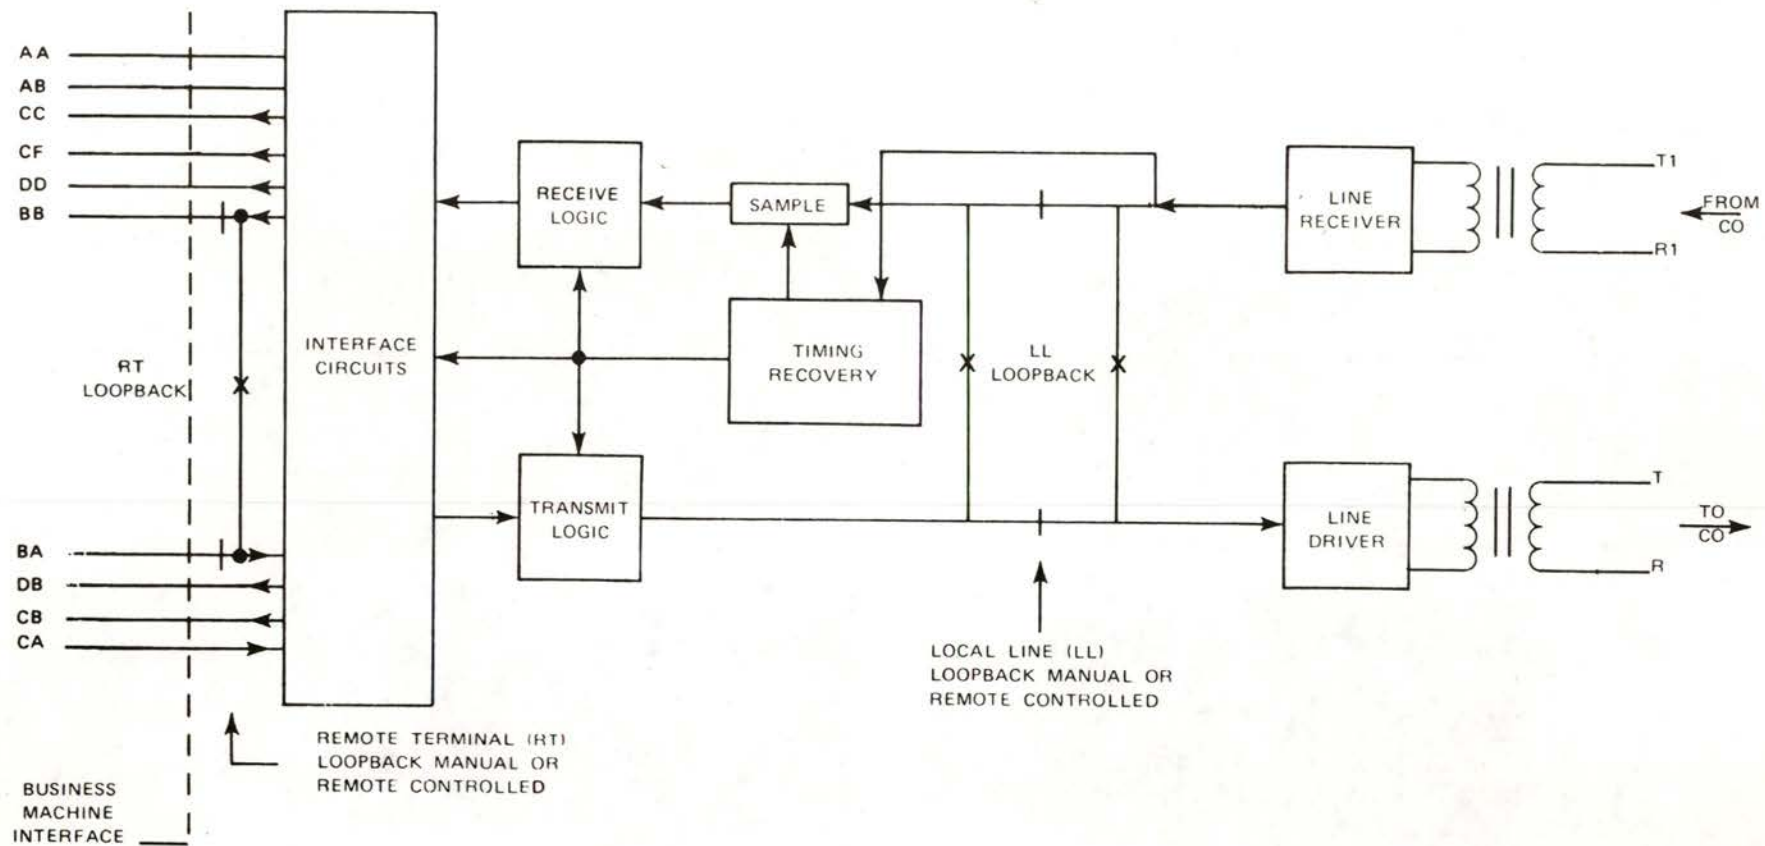 AA
AB
CC
CF
DD
BB
RT
LOOPBACK
BA
DB
CB
CA
BUSINESS
MACHINE
INTERFACE
INTERFACE
CIRCUITS
REMOTE TERMINAL (RT)
LOOPBACK MANUAL OR
REMOTE CONTROLLED
RECEIVE
LOGIC
SAMPLE
TIMING
RECOVERY
TRANSMIT
LOGIC
LL
LOOPBACK
LOCAL LINE (LL)
LOOPBACK MANUAL OR
REMOTE CONTROLLED
LINE
RECEIVER
T1
FROM
CO
R1
LINE
DRIVER
T
TO
CO
R